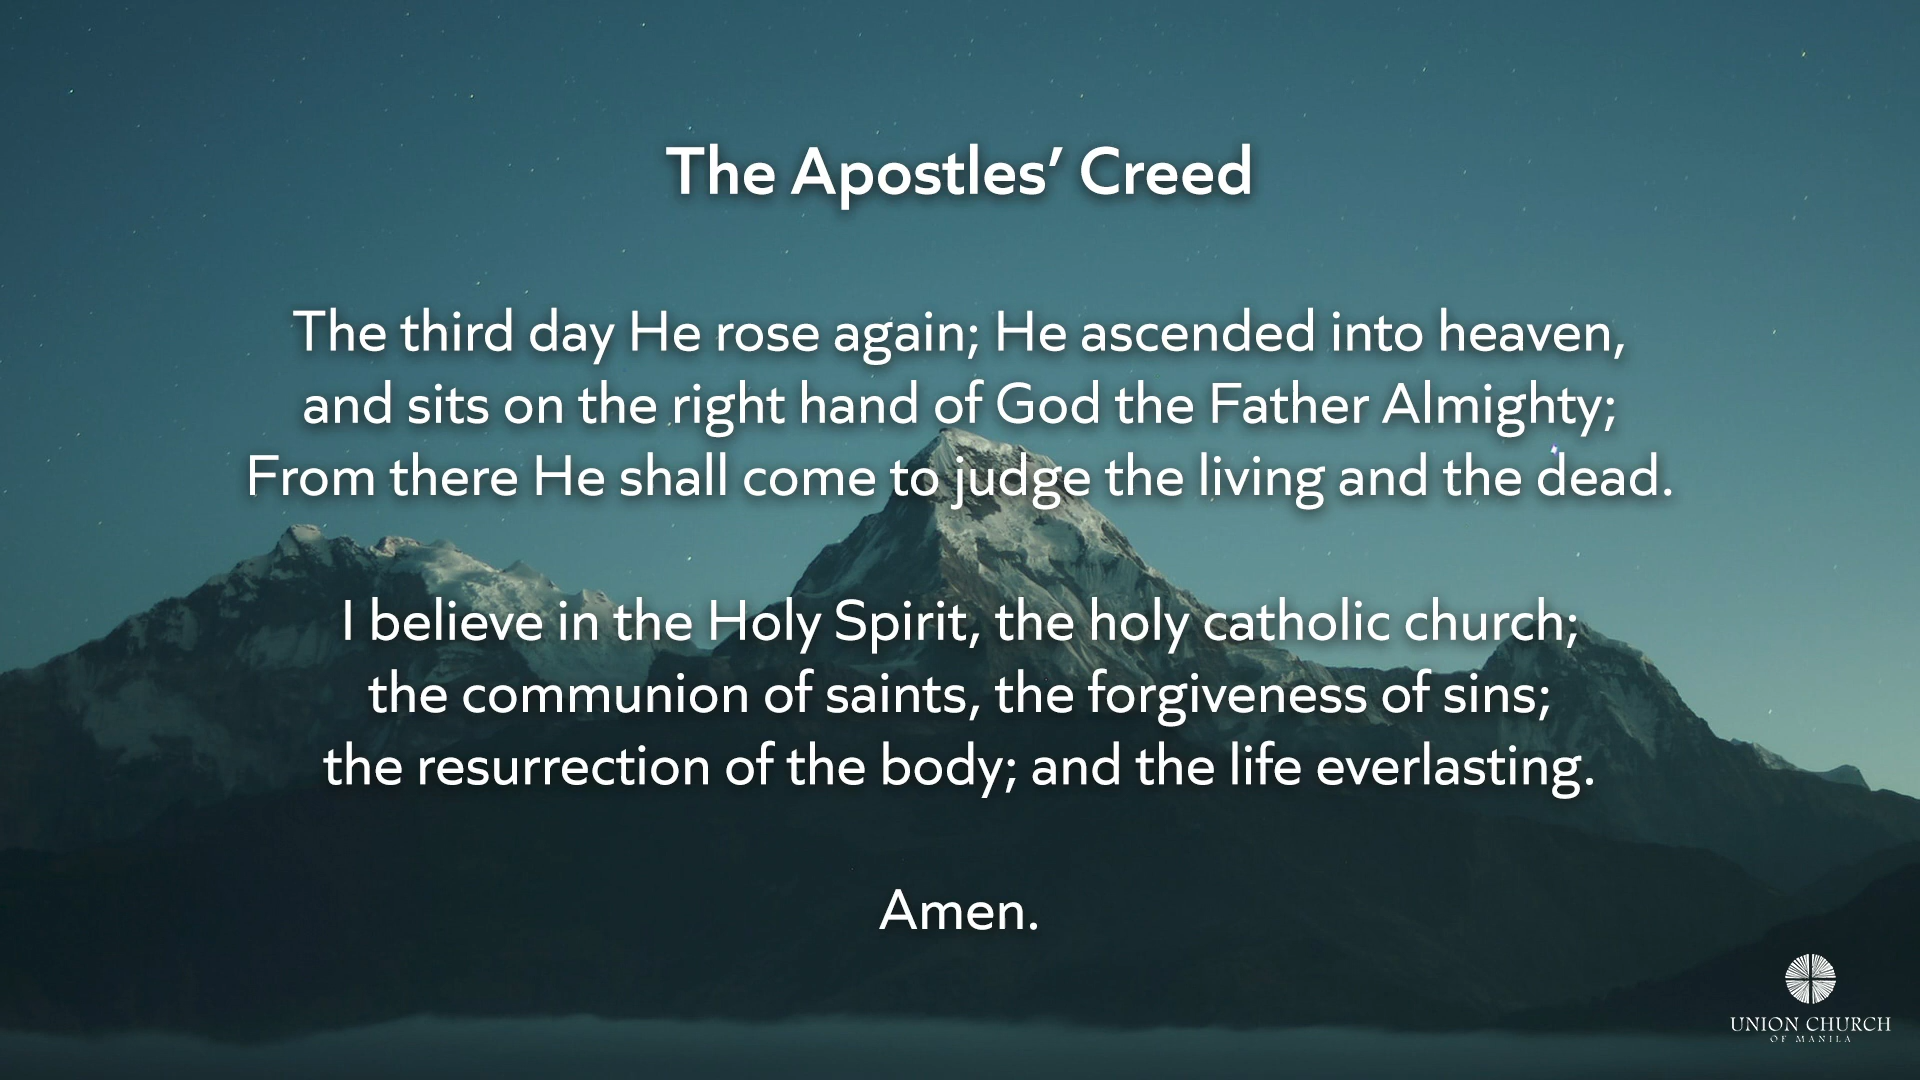 The Apostles’ Creed
The third day He rose again; He ascended into heaven,
and sits on the right hand of God the Father Almighty;
From there He shall come to judge the living and the dead.
I believe in the Holy Spirit, the holy catholic church;
the communion of saints, the forgiveness of sins;
the resurrection of the body; and the life everlasting.
Amen.
UNION CHURCH
OF MANILA